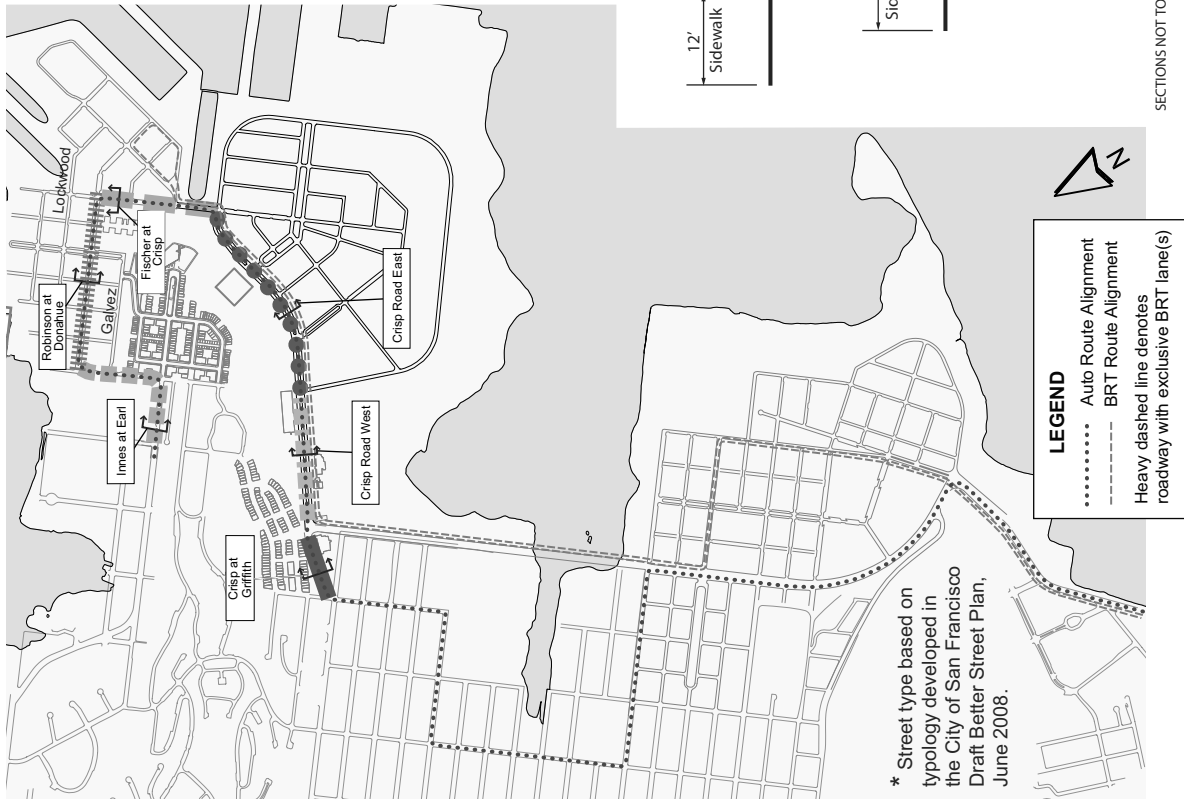 12'
Sidewalk
SECTIONS NOT TO
Lockwood
Robinson at
Donahue
Fischer at
Crisp
Galvez
Innes at Earl
Crisp Road East
Crisp Road West
Crisp at
Griffith
N
LEGEND
Auto Route Alignment
BRT Route Alignment
Heavy dashed line denotes
roadway with exclusive BRT lane(s)
* Street type based on
typology developed in
the City of San Francisco
Draft Better Street Plan,
June 2008.